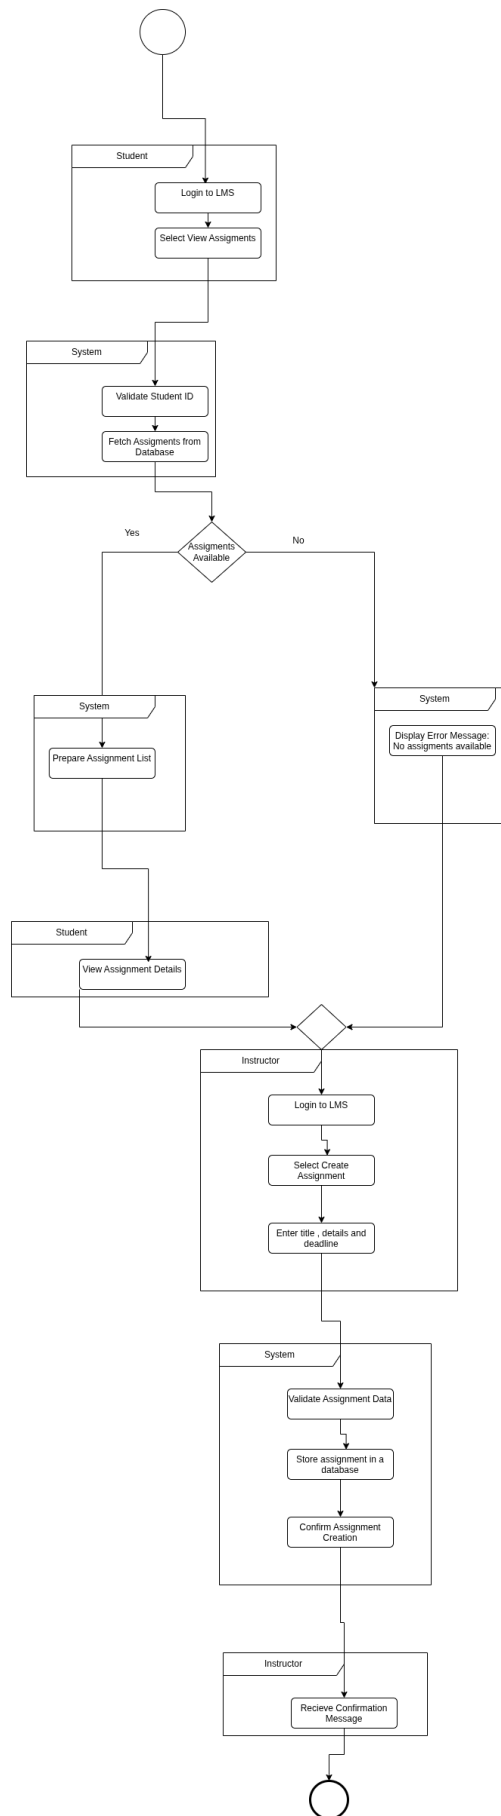 Student
Login to LMS
Select View Assigments
System
Validate Student ID
Fetch Assigments from
Database
Yes
Assigments
Available
No
System
Prepare Assignment List
System
Display Error Message:
No assigments available
Student
View Assignment Details
Instructor
Login to LMS
Select Create
Assignment
Enter title , details and
deadline
System
Validate Assignment Data
Store assignment in a
database
Confirm Assignment
Creation
Instructor
Recieve Confirmation
Message